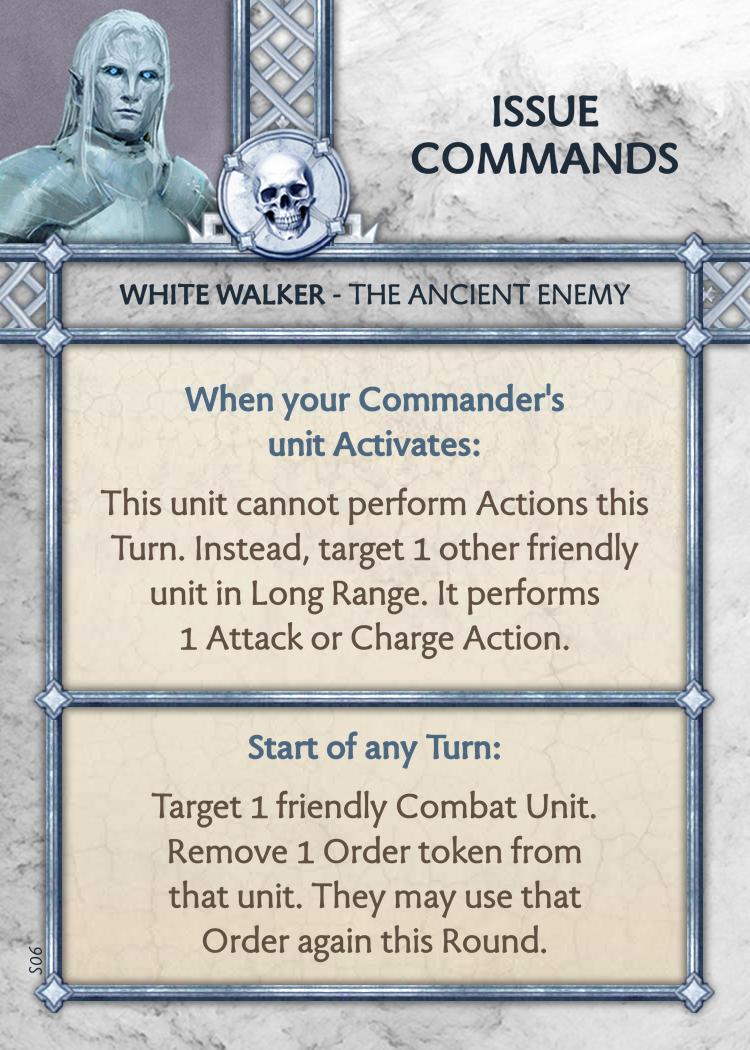 ISSUE
COMMANDS
WHITE WALKER - THE ANCIENT ENEMY
When your Commander's
unit Activates:
This unit cannot perform Actions this
Turn. Instead, target 1 other friendly
unit in Long Range. It performs
1 Attack or Charge Action.
Start of any Turn:
Target 1 friendly Combat Unit.
Remove 1 Order token from
that unit. They may use that
Order again this Round.
S06